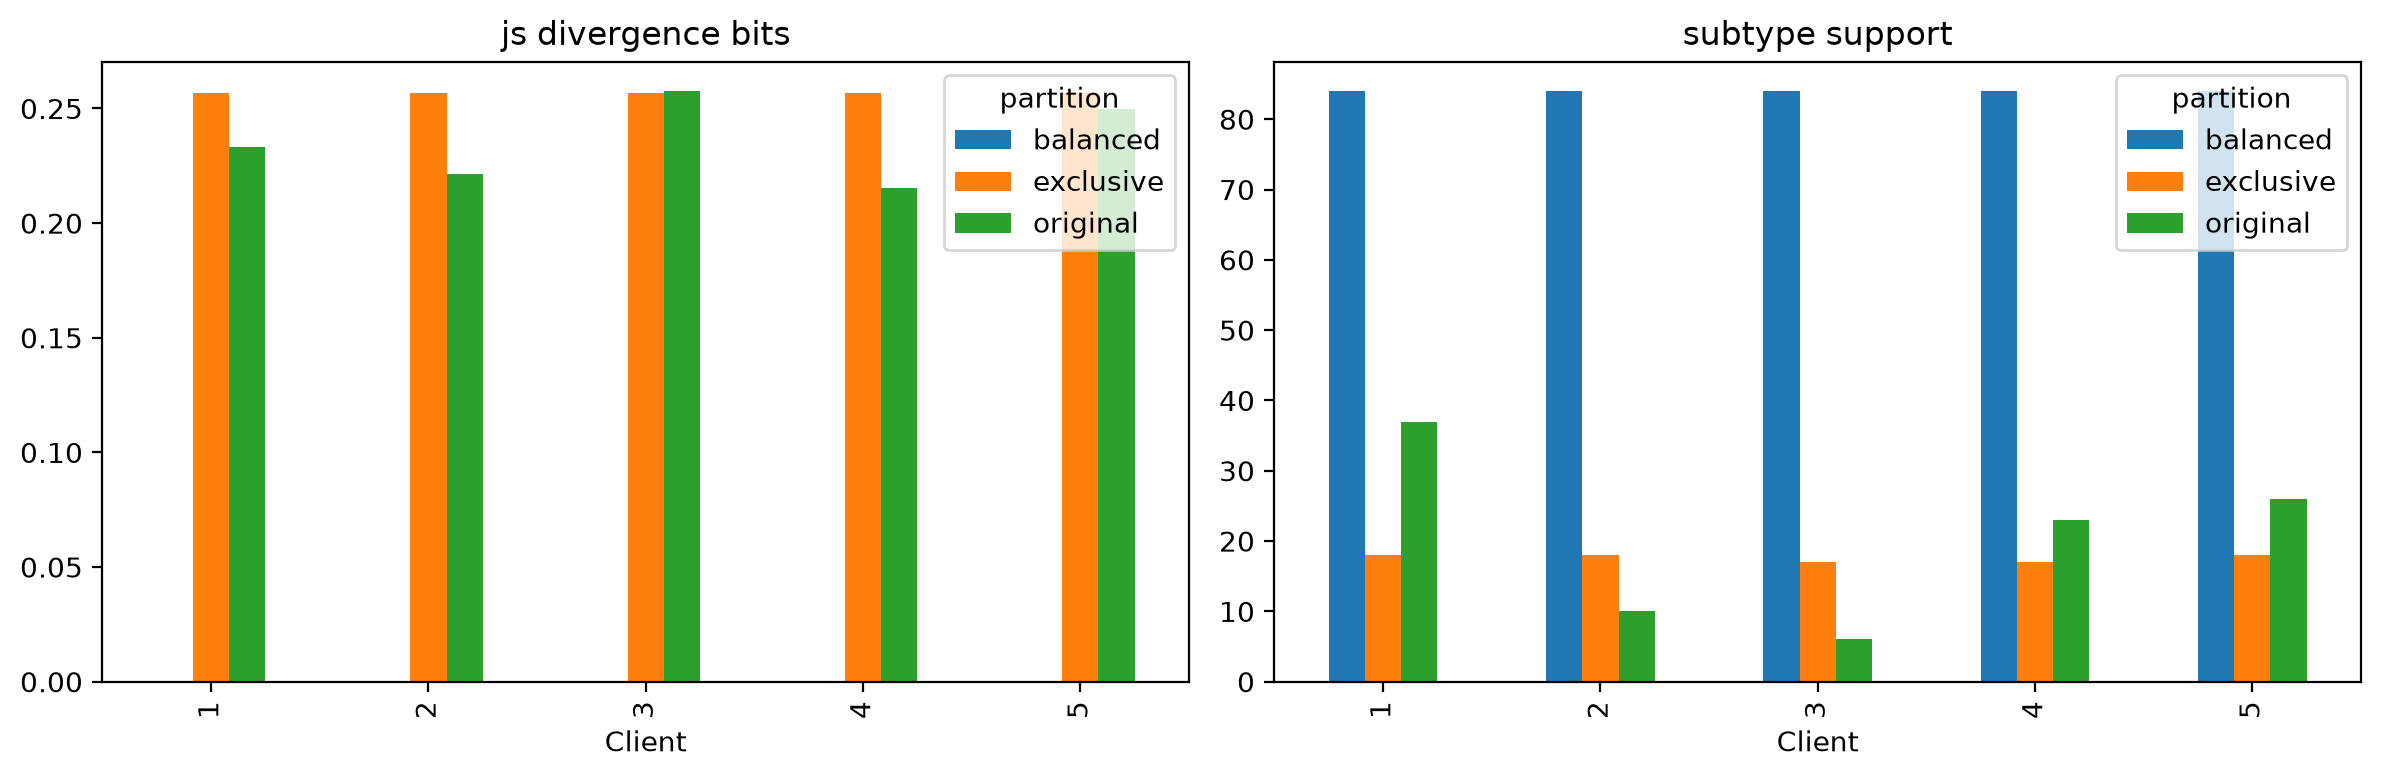 js divergence bits
0.25
0.20
0.15
0.10
0.05
0.00
partition
balanced
exclusive
original
1 2 3 4 5
Client
subtype support
80
70
60
50
40
30
20
10
0
partition
balanced
exclusive
original
1 2 3 4 5
Client